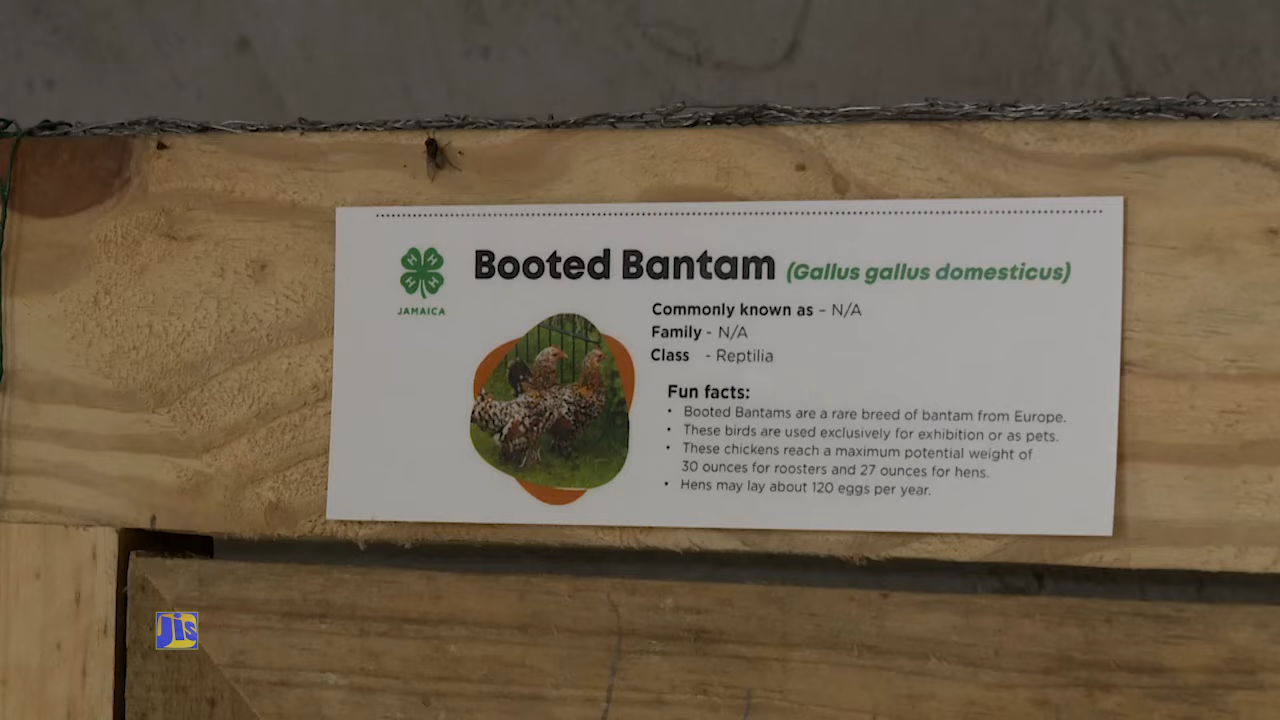 Booted Bantam (Gallus gallus domesticus)
H H
H H
JAMAICA
Commonly known as - N/A
Family - N/A
Class - Reptilia
Fun facts:
• Booted Bantams are a rare breed of bantam from Europe.
• These birds are used exclusively for exhibition or as pets.
• These chickens reach a maximum potential weight of
30 ounces for roosters and 27 ounces for hens.
• Hens may lay about 120 eggs per year.
Jis